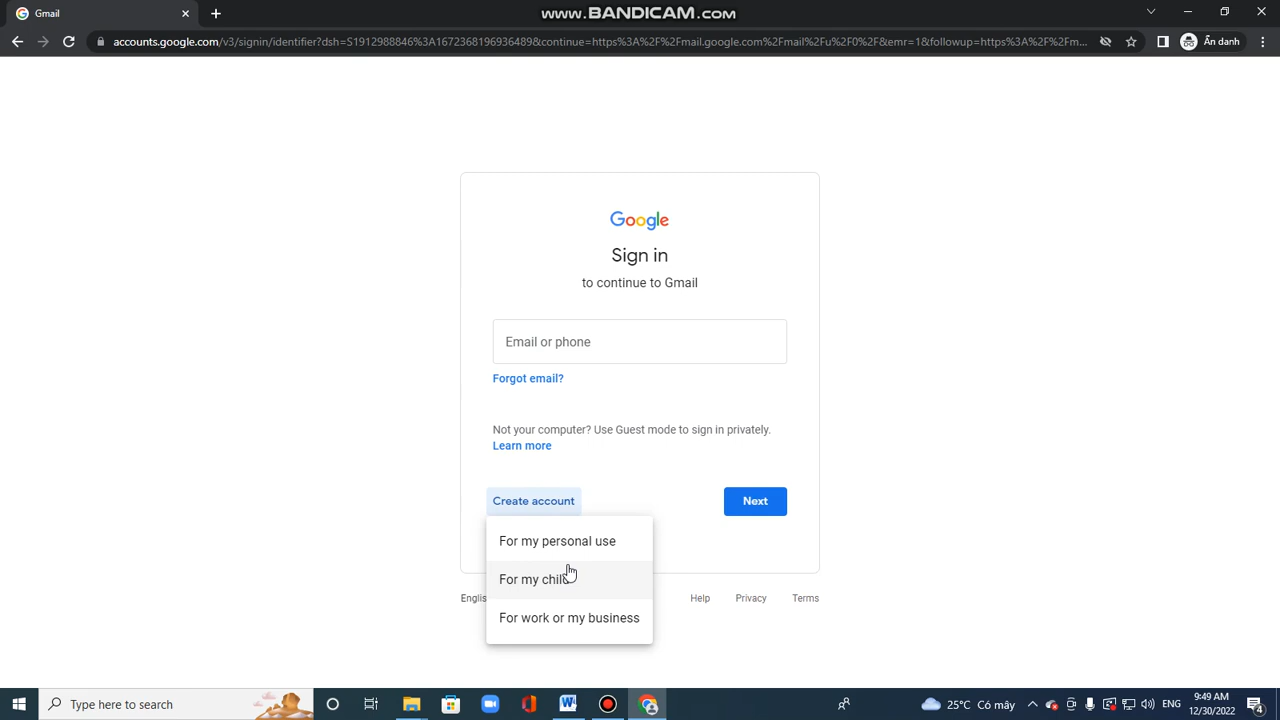 Gmail
www.BANDICAM.com
accounts.google.com/v3/signin/identifier?dsh=S1912988846%3A1672368196936489&continue=https%3A%2F%2Fmail.google.com%2Fmail%2Fu%2F0%2F&emr=1&followup=https%3A%2F%2Fm...
Ẩn danh
Google
Sign in
to continue to Gmail
Email or phone
Forgot email?
Not your computer? Use Guest mode to sign in privately.
Learn more
Create account
Next
For my personal use
For my child
For work or my business
Help
Privacy
Terms
Type here to search
25°C Có mây
ENG
9:49 AM
12/30/2022
4